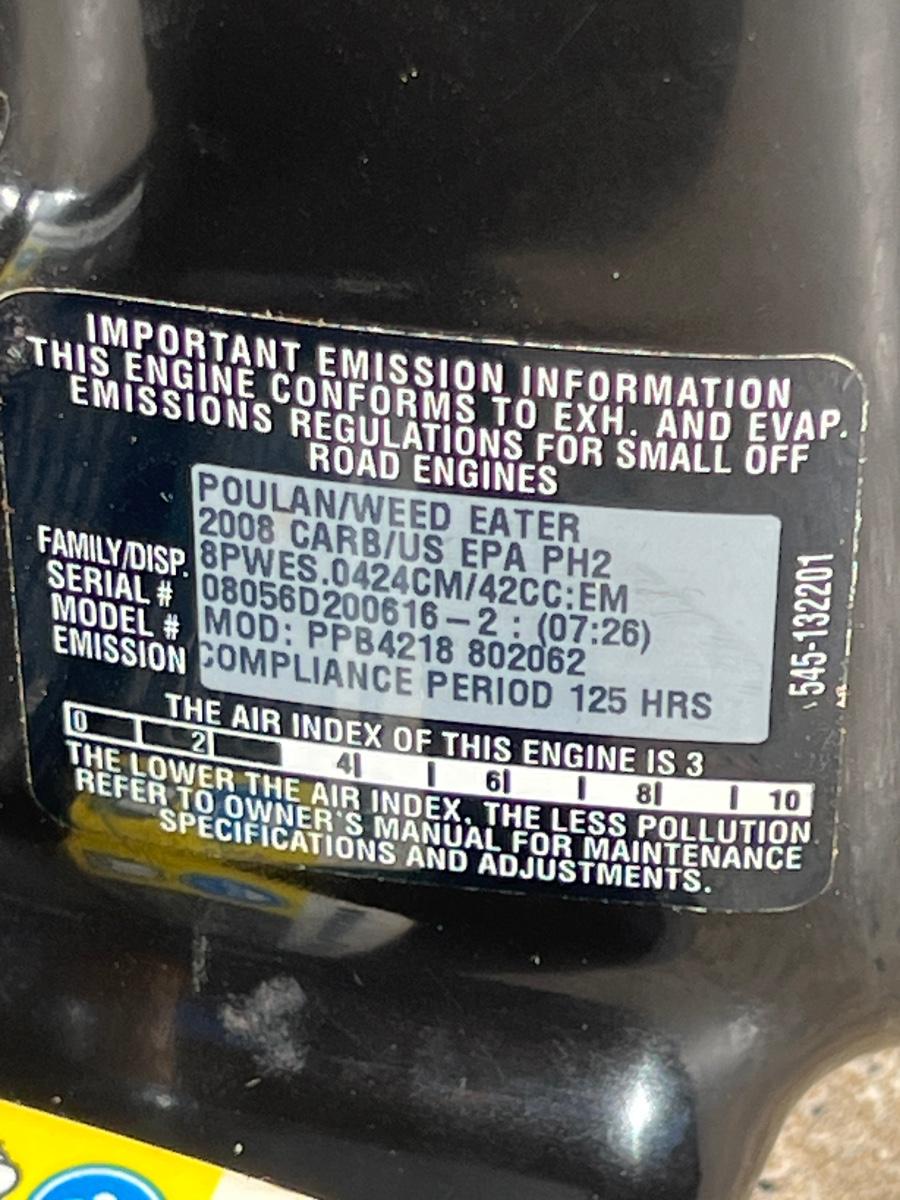 IMPORTANT EMISSION INFORMATION
THIS ENGINE CONFORMS TO EXH. AND EVAP.
EMISSIONS REGULATIONS FOR SMALL OFF
ROAD ENGINES
POULAN/WEED EATER
2008 CARB/US EPA PH2
FAMILY/DISP. 8PWES.0424CM/42CC:EM
SERIAL # 08056D200616-2 : (07:26)
MODEL # MOD: PPB4218 802062
EMISSION COMPLIANCE PERIOD 125 HRS
545-132201
THE AIR INDEX OF THIS ENGINE IS 3
0 2 4 6 8 10
THE LOWER THE AIR INDEX, THE LESS POLLUTION
REFER TO OWNER'S MANUAL FOR MAINTENANCE
SPECIFICATIONS AND ADJUSTMENTS.